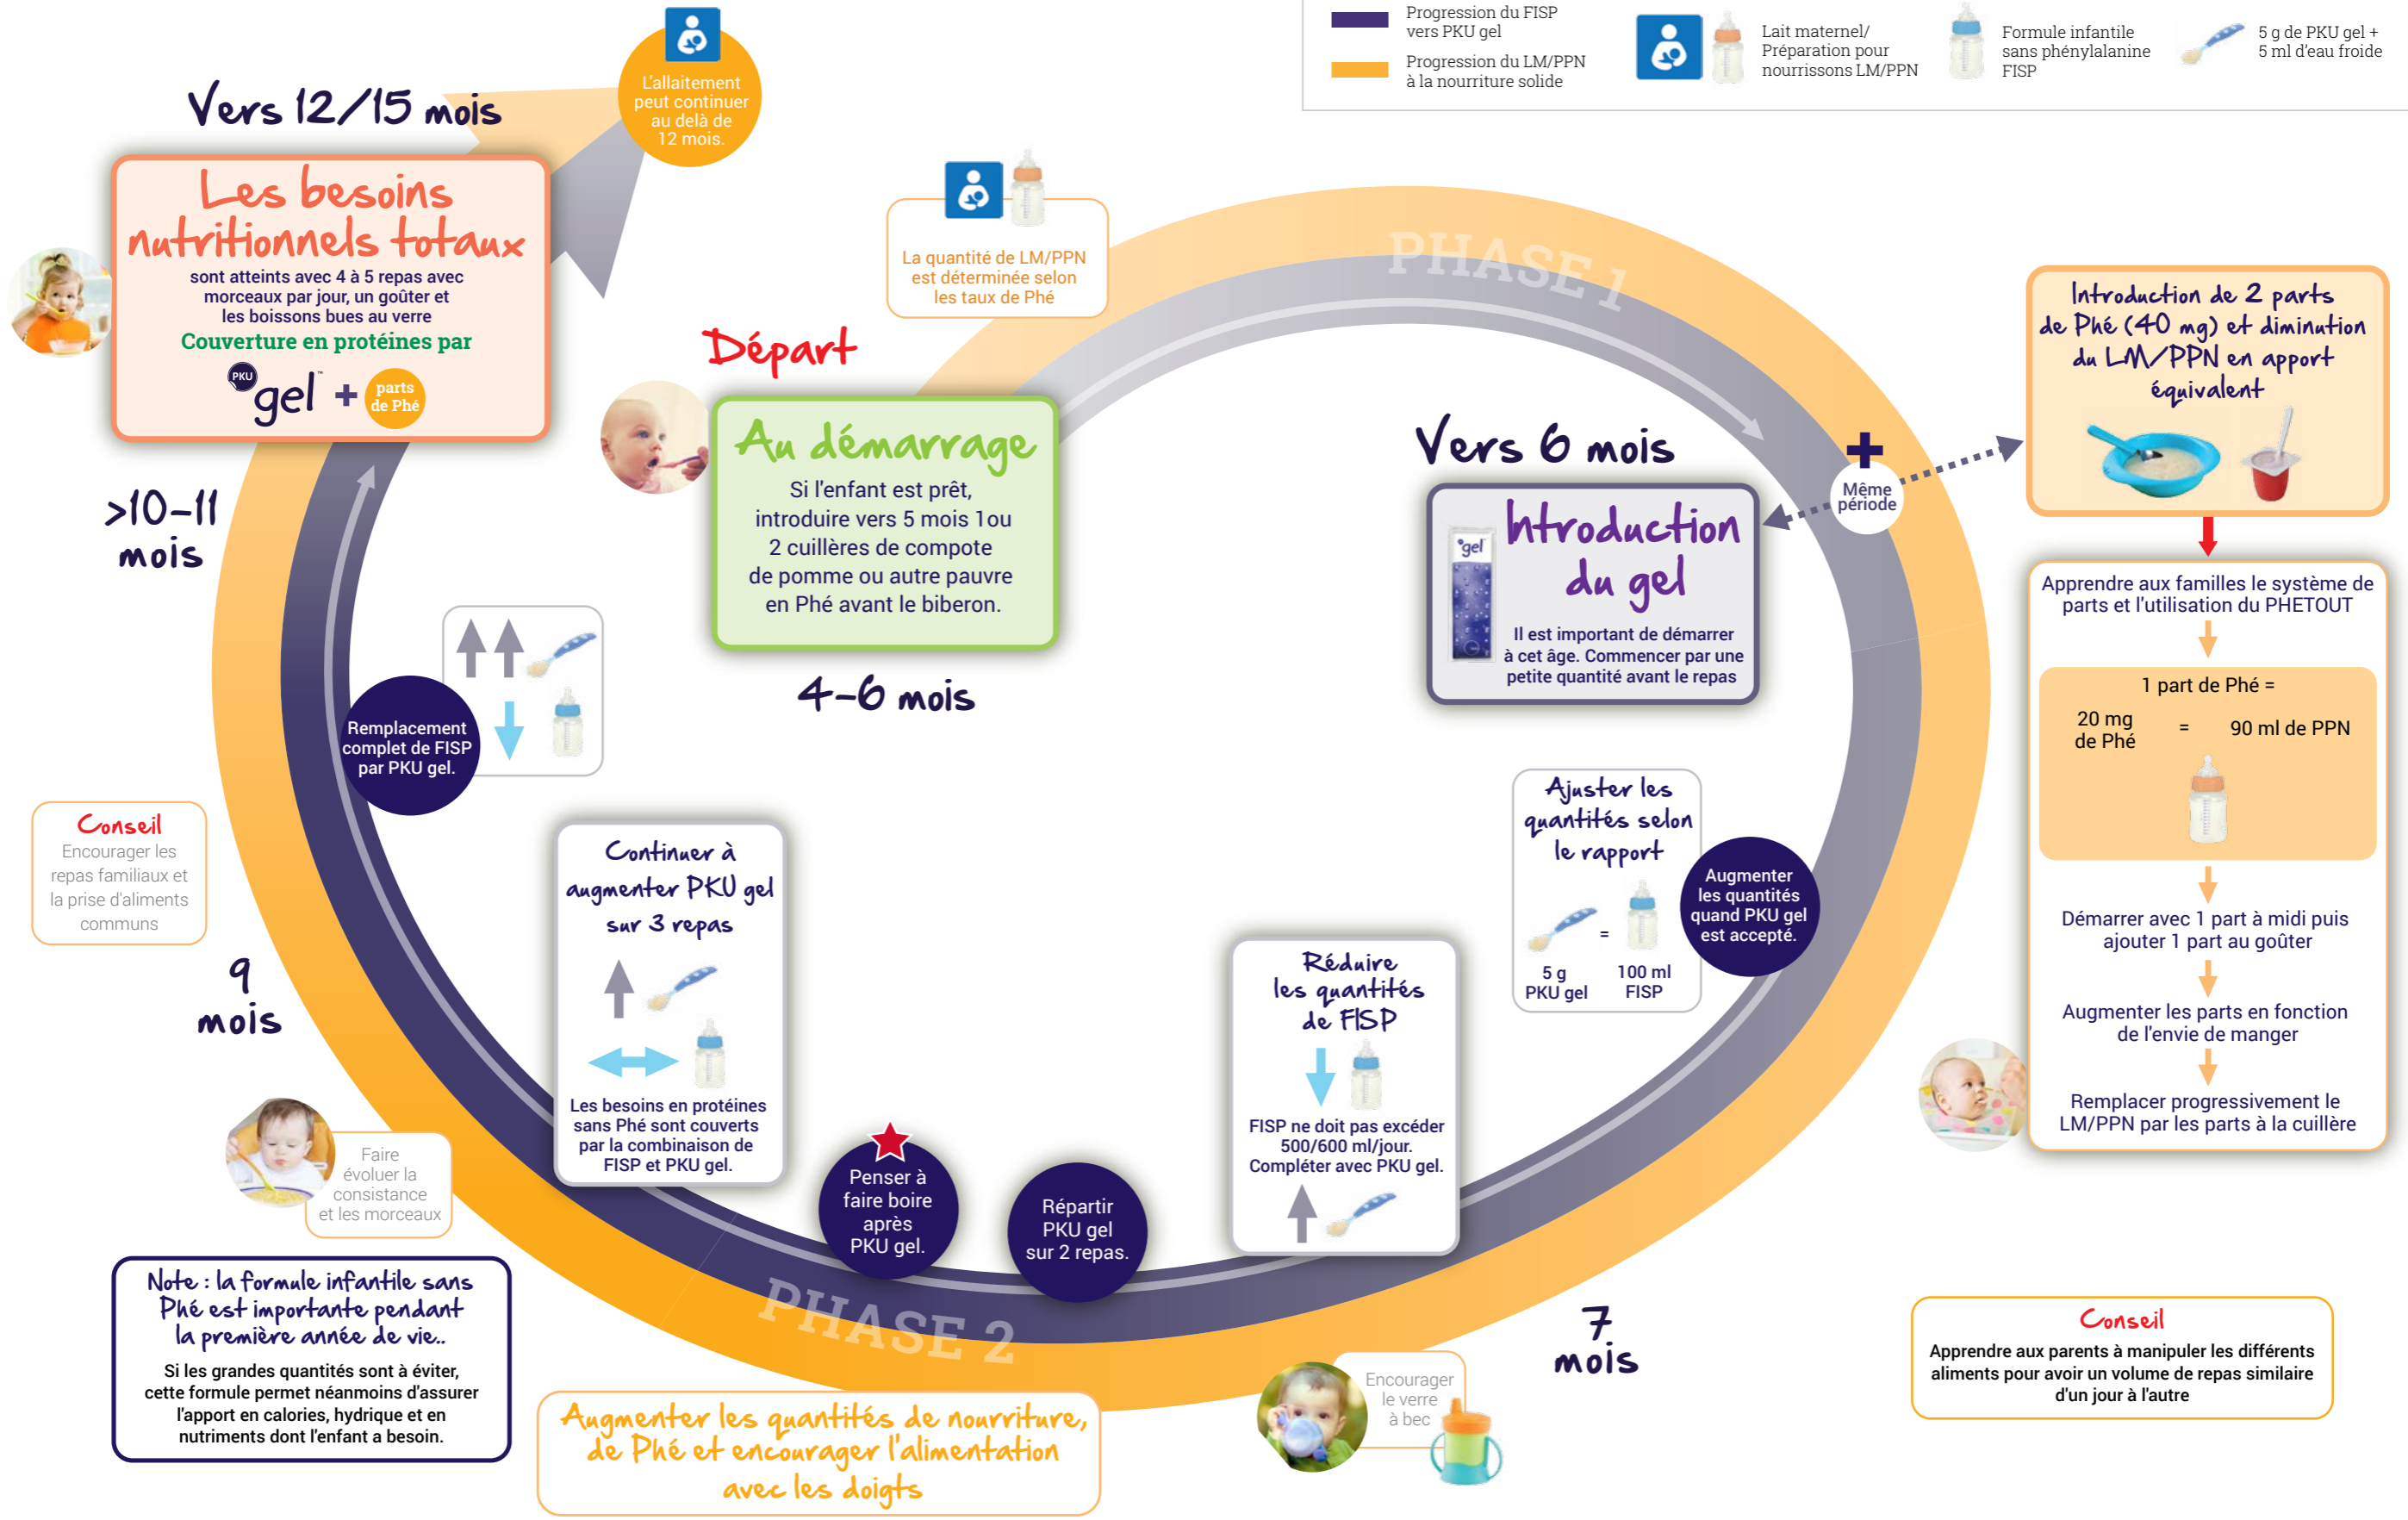 Progression du FISP
vers PKU gel
Progression du LM/PPN
à la nourriture solide
Lait maternel/
Préparation pour
nourrissons LM/PPN
Formule infantile
sans phénylalanine
FISP
5 g de PKU gel +
5 ml d'eau froide
L'allaitement
peut continuer
au delà de
12 mois.
Vers 12/15 mois
Les besoins
nutritionnels totaux
sont atteints avec 4 à 5 repas avec
morceaux par jour, un goûter et
les boissons bues au verre
Couverture en protéines par
PKU
gel™ +
parts
de Phé
La quantité de LM/PPN
est déterminée selon
les taux de Phé
PHASE 1
Départ
Au démarrage
Si l'enfant est prêt,
introduire vers 5 mois 1ou
2 cuillères de compote
de pomme ou autre pauvre
en Phé avant le biberon.
4-6 mois
Vers 6 mois
Introduction
du gel
gel
Il est important de démarrer
à cet âge. Commencer par une
petite quantité avant le repas
+
Même
période
Introduction de 2 parts
de Phé (40 mg) et diminution
du LM/PPN en apport
équivalent
Apprendre aux familles le système de
parts et l'utilisation du PHETOUT
1 part de Phé =
20 mg
de Phé
=
90 ml de PPN
Démarrer avec 1 part à midi puis
ajouter 1 part au goûter
Augmenter les parts en fonction
de l'envie de manger
Remplacer progressivement le
LM/PPN par les parts à la cuillère
Ajuster les
quantités selon
le rapport
=
5 g
PKU gel
100 ml
FISP
Augmenter
les quantités
quand PKU gel
est accepté.
Réduire
les quantités
de FISP
FISP ne doit pas excéder
500/600 ml/jour.
Compléter avec PKU gel.
7
mois
Encourager
le verre
à bec
Conseil
Apprendre aux parents à manipuler les différents
aliments pour avoir un volume de repas similaire
d'un jour à l'autre
Répartir
PKU gel
sur 2 repas.
Penser à
faire boire
après
PKU gel.
PHASE 2
Augmenter les quantités de nourriture,
de Phé et encourager l'alimentation
avec les doigts
Continuer à
augmenter PKU gel
sur 3 repas
Les besoins en protéines
sans Phé sont couverts
par la combinaison de
FISP et PKU gel.
Faire
évoluer la
consistance
et les morceaux
9
mois
Note : la formule infantile sans
Phé est importante pendant
la première année de vie..
Si les grandes quantités sont à éviter,
cette formule permet néanmoins d'assurer
l'apport en calories, hydrique et en
nutriments dont l'enfant a besoin.
Conseil
Encourager les
repas familiaux et
la prise d'aliments
communs
Remplacement
complet de FISP
par PKU gel.
>10-11
mois